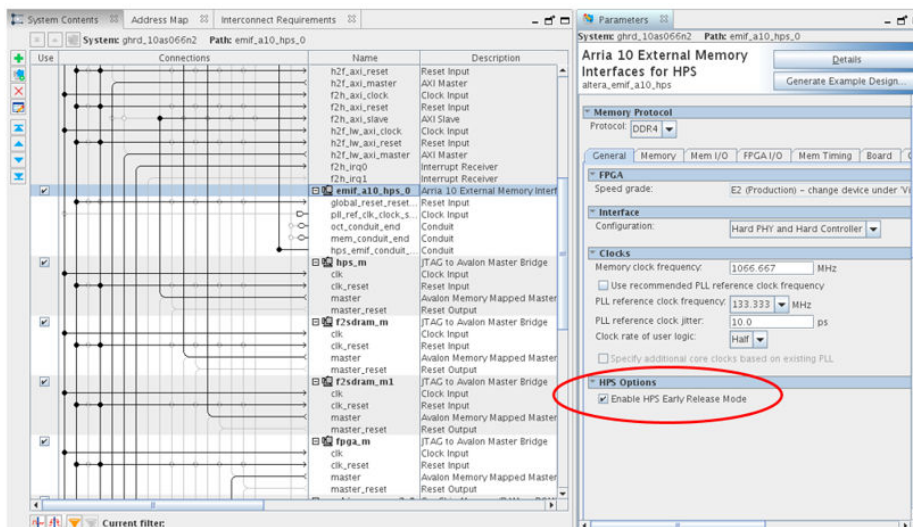 System Contents
Address Map
Interconnect Requirements
System: ghrd_10as066n2 Path: emif_a10_hps_0
Use
Connections
Name
Description
h2f_axi_reset Reset Input
h2f_axi_master AXI Master
f2h_axi_clock Clock Input
f2h_axi_reset Reset Input
f2h_axi_slave AXI Slave
h2f_lw_axi_clock Clock Input
h2f_lw_axi_reset Reset Input
h2f_lw_axi_master AXI Master
f2h_irq0 Interrupt Receiver
f2h_irq1 Interrupt Receiver
emif_a10_hps_0 Arria 10 External Memory Interf
global_reset_reset... Reset Input
pll_ref_clk_clock_s... Clock Input
oct_conduit_end Conduit
mem_conduit_end Conduit
hps_emif_conduit_... Conduit
hps_m JTAG to Avalon Master Bridge
clk Clock Input
clk_reset Reset Input
master Avalon Memory Mapped Master
master_reset Reset Output
f2sdram_m JTAG to Avalon Master Bridge
clk Clock Input
clk_reset Reset Input
master Avalon Memory Mapped Master
master_reset Reset Output
f2sdram_m1 JTAG to Avalon Master Bridge
clk Clock Input
clk_reset Reset Input
master Avalon Memory Mapped Master
master_reset Reset Output
fpga_m JTAG to Avalon Master Bridge
clk Clock Input
clk_reset Reset Input
master Avalon Memory Mapped Master
master_reset Reset Output
Current filter:
Parameters
System: ghrd_10as066n2 Path: emif_a10_hps_0
Arria 10 External Memory
Interfaces for HPS
altera_emif_a10_hps
Details
Generate Example Design...
Memory Protocol
Protocol: DDR4
General Memory Mem I/O FPGA I/O Mem Timing Board
FPGA
Speed grade: E2 (Production) - change device under 'Vi
Interface
Configuration: Hard PHY and Hard Controller
Clocks
Memory clock frequency: 1066.667 MHz
Use recommended PLL reference clock frequency
PLL reference clock frequency: 133.333 MHz
PLL reference clock jitter: 10.0 ps
Clock rate of user logic: Half
Specify additional core clocks based on existing PLL
HPS Options
Enable HPS Early Release Mode